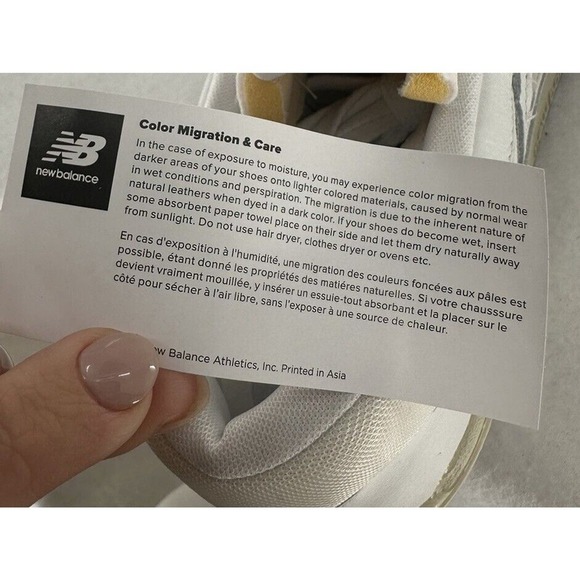 NB
new balance
Color Migration & Care
In the case of exposure to moisture, you may experience color migration from the
darker areas of your shoes onto lighter colored materials, caused by normal wear
in wet conditions and perspiration. The migration is due to the inherent nature of
natural leathers when dyed in a dark color. If your shoes do become wet, insert
some absorbent paper towel place on their side and let them dry naturally away
from sunlight. Do not use hair dryer, clothes dryer or ovens etc.
En cas d'exposition à l'humidité, une migration des couleurs foncées aux pâles est
possible, étant donné les propriétés des matiéres naturelles. Si votre chausssure
devient vraiment mouillée, y insérer un essuie-tout absorbant et la placer sur le
côté pour sécher à l'air libre, sans l'exposer à une source de chaleur.
Balance Athletics, Inc. Printed in Asia